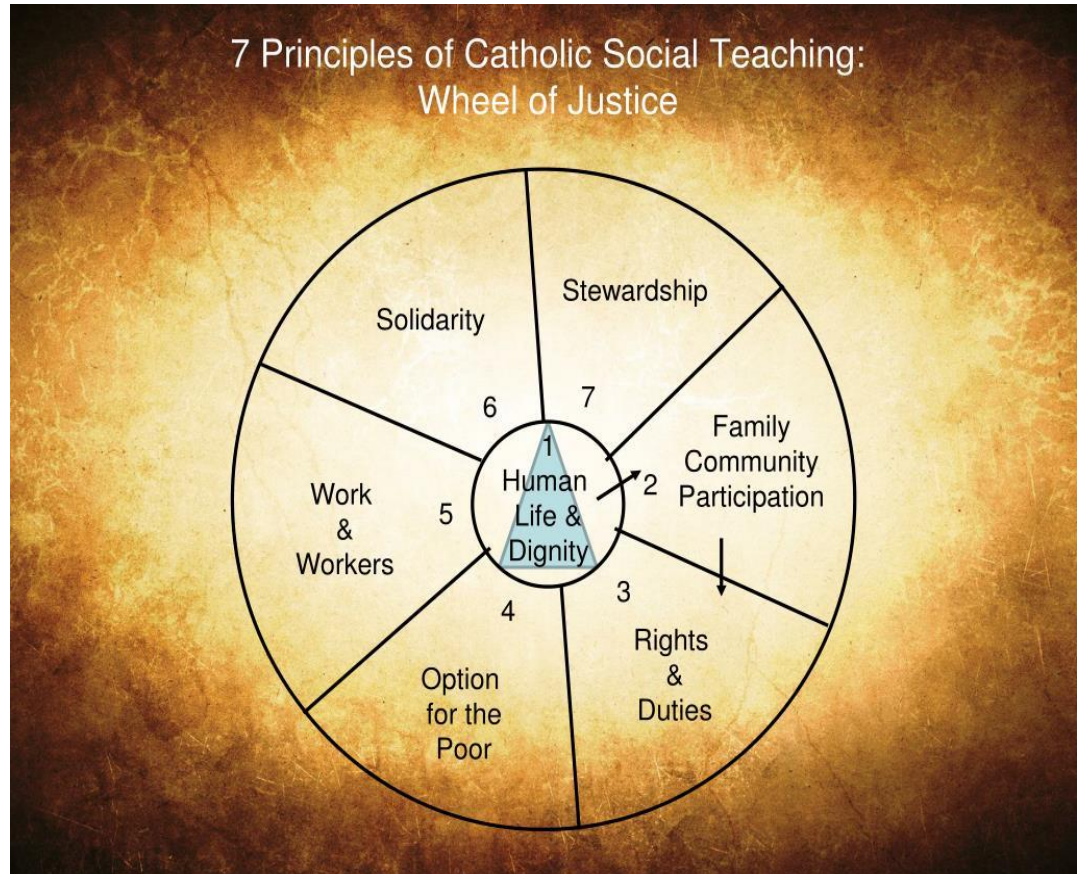 7 Principles of Catholic Social Teaching:
Wheel of Justice
1
Human
Life &
Dignity
2
Family
Community
Participation
3
Rights
&
Duties
4
Option
for the
Poor
5
Work
&
Workers
6
Solidarity
7
Stewardship